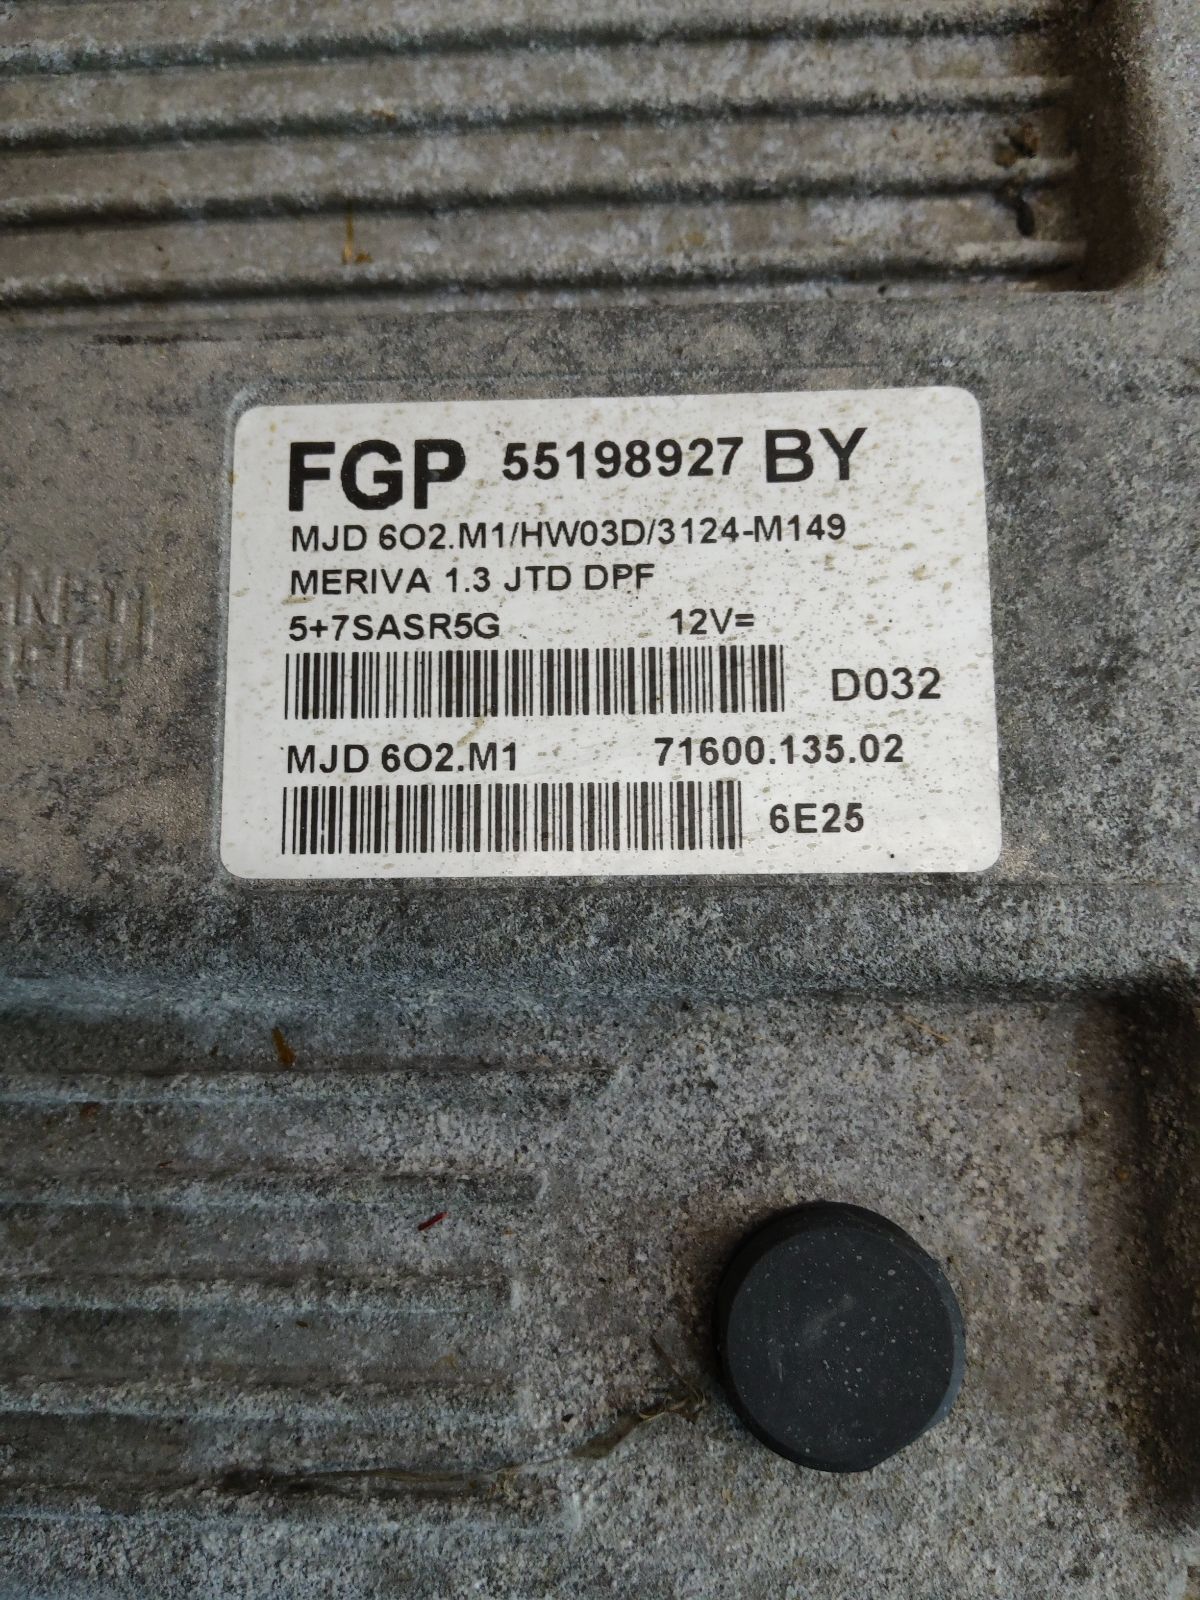 FGP 55198927 BY
MJD 6O2.M1/HW03D/3124-M149
MERIVA 1.3 JTD DPF
5+7SASR5G 12V=
D032
MJD 6O2.M1 71600.135.02
6E25